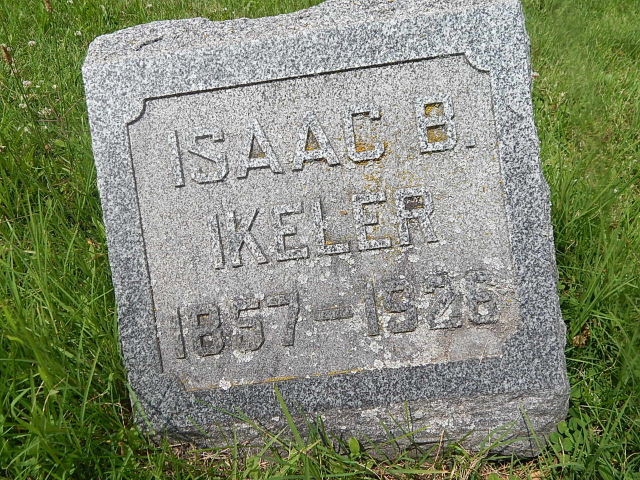 ISAAC B.
IKELER
1857-1926